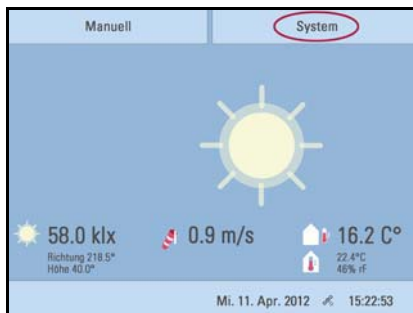 Manuell System
58.0 klx 0.9 m/s 16.2 C°
Richtung 218.5°
Höhe 40.0°
22.4°C
46% rF
Mi. 11. Apr. 2012 15:22:53